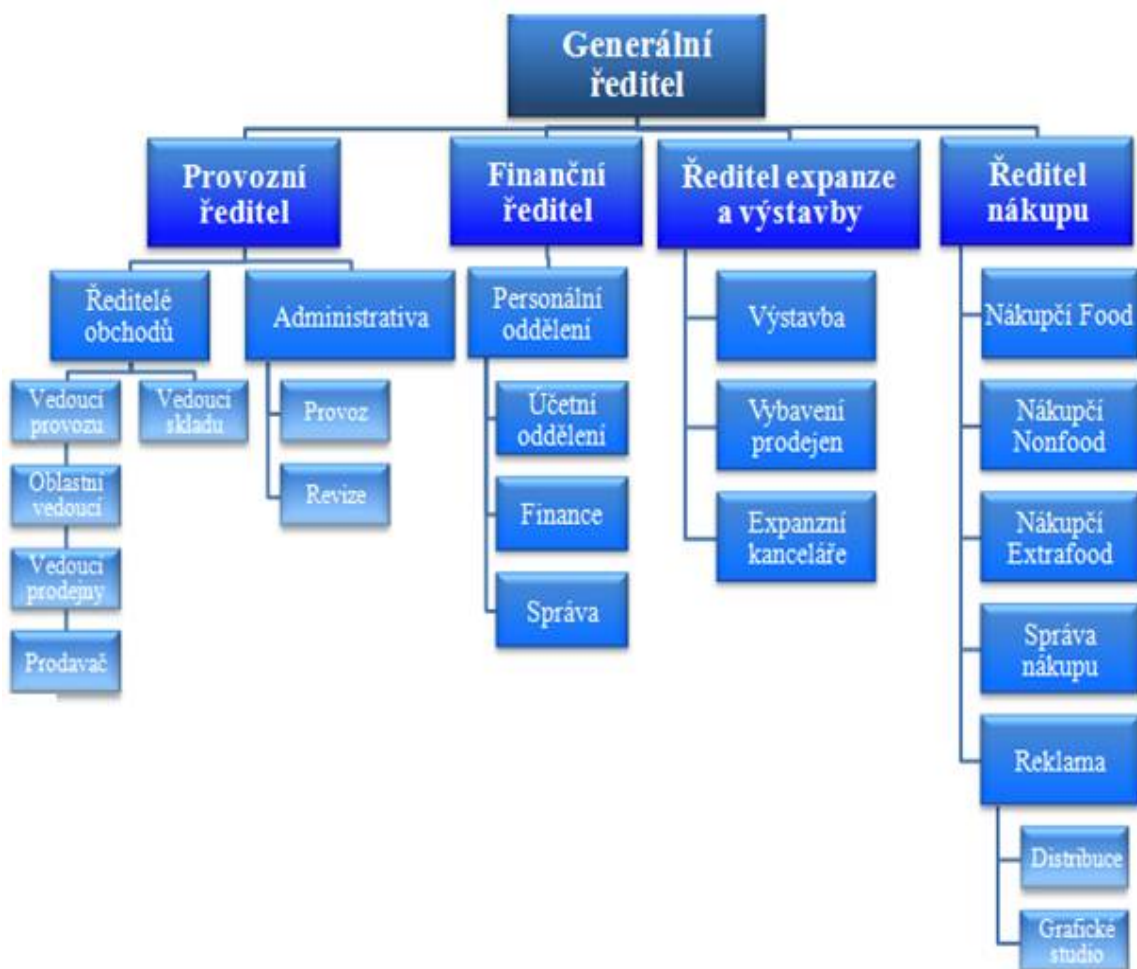 Generální
ředitel
Provozní
ředitel
Finanční
ředitel
Ředitel expanze
a výstavby
Ředitel
nákupu
Ředitelé
obchodů
Administrativa
Personální
oddělení
Výstavba
Nákupčí Food
Vedoucí
provozu
Vedoucí
skladu
Provoz
Účetní
oddělení
Vybavení
prodejen
Nákupčí
Nonfood
Oblastní
vedoucí
Revize
Finance
Expanzní
kanceláře
Nákupčí
Extrafood
Vedoucí
prodejny
Správa
Správa
nákupu
Prodavač
Reklama
Distribuce
Grafické
studio